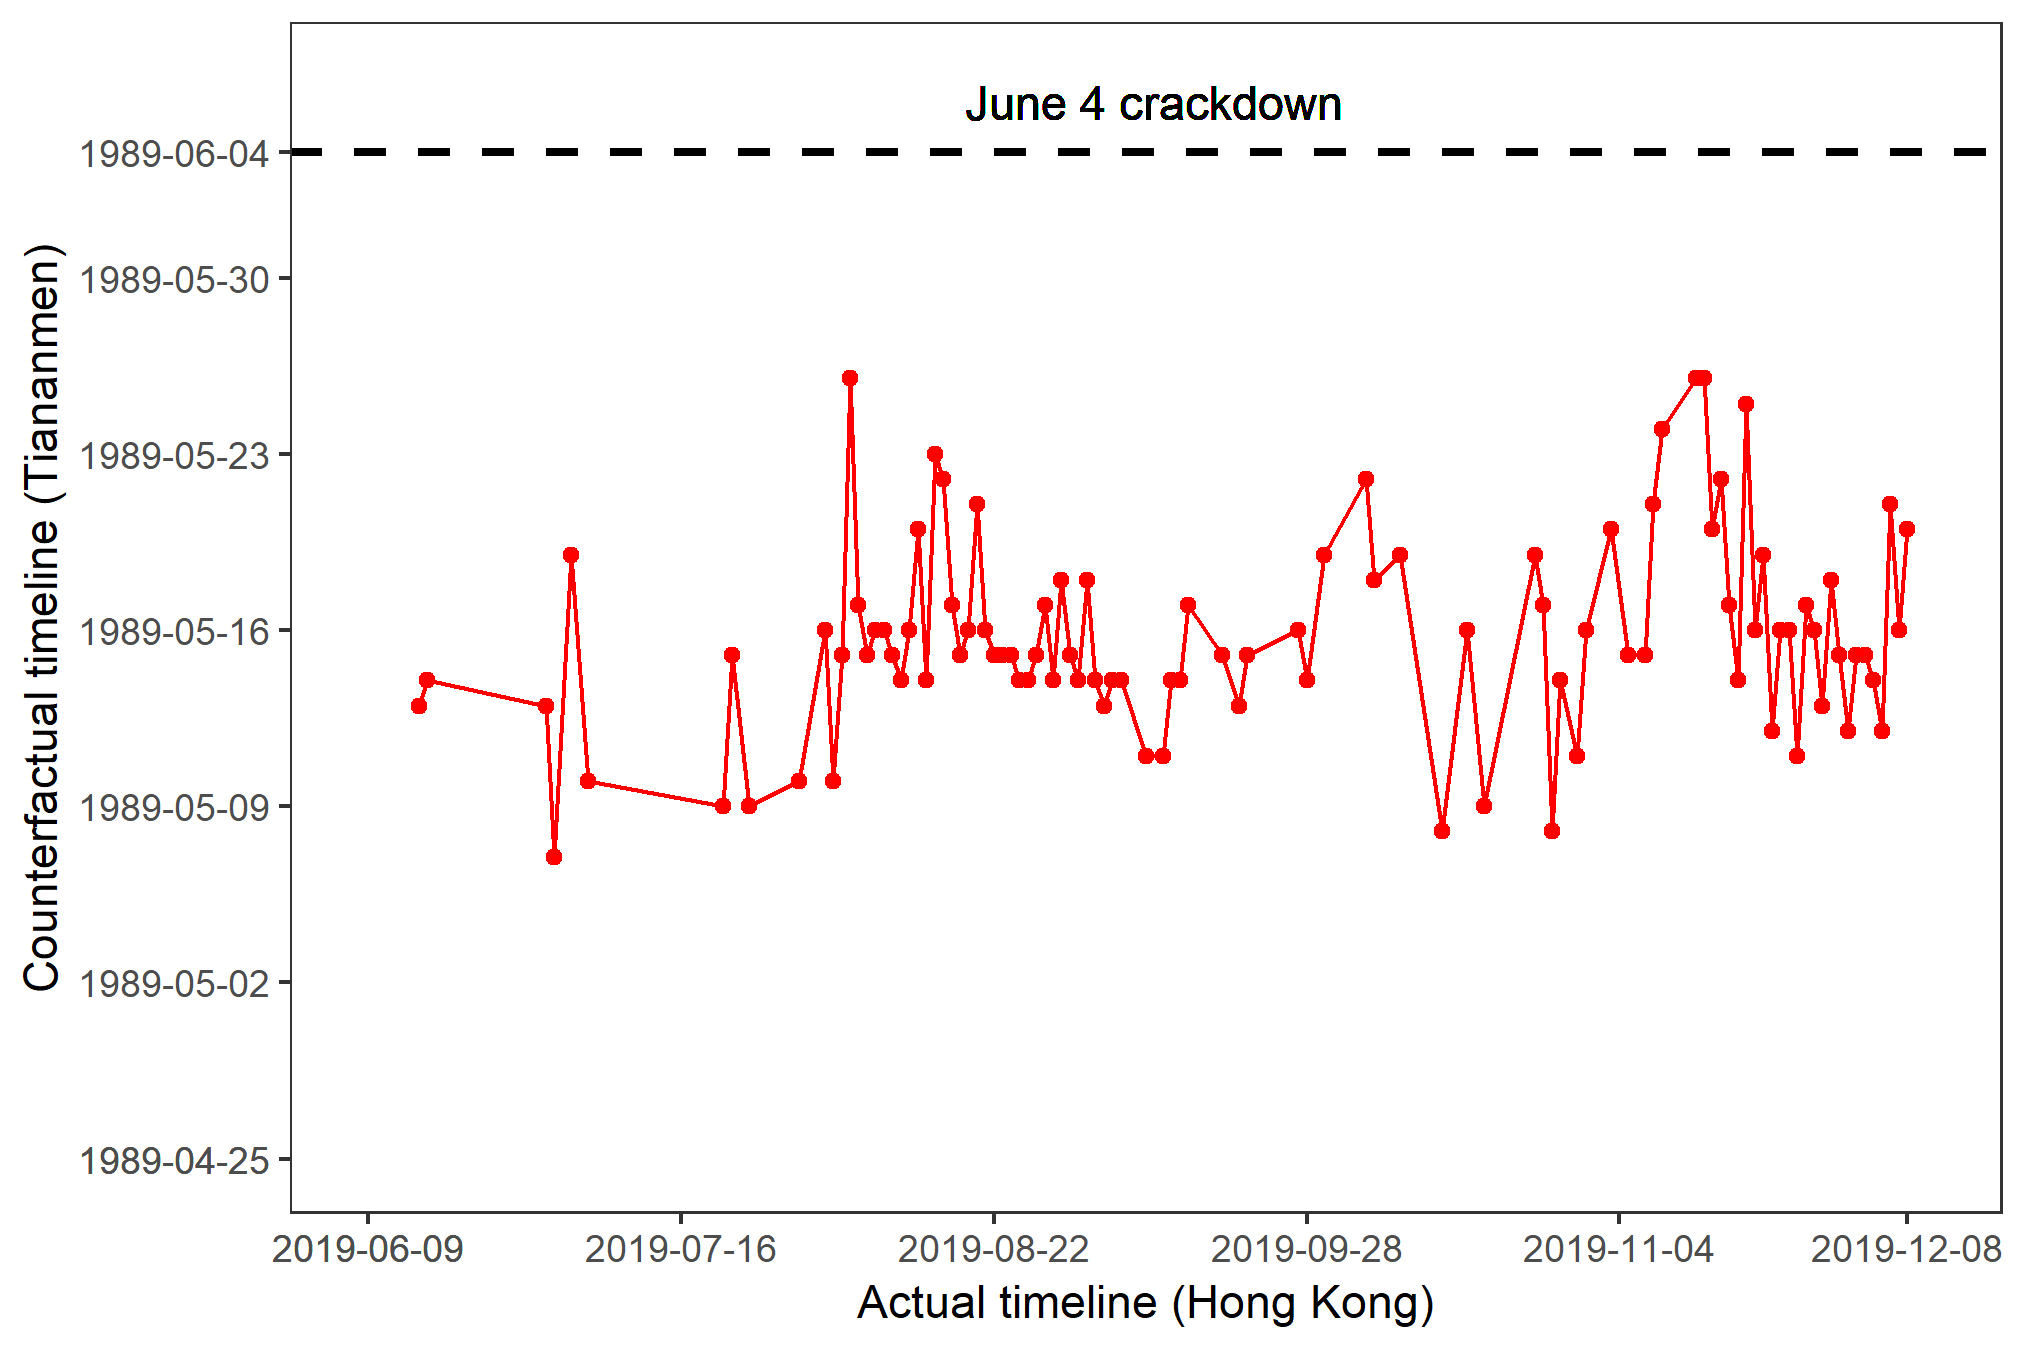 June 4 crackdown
1989-06-04
1989-05-30
1989-05-23
1989-05-16
1989-05-09
1989-05-02
1989-04-25
Counterfactual timeline (Tiananmen)
2019-06-09 2019-07-16 2019-08-22 2019-09-28 2019-11-04 2019-12-08
Actual timeline (Hong Kong)